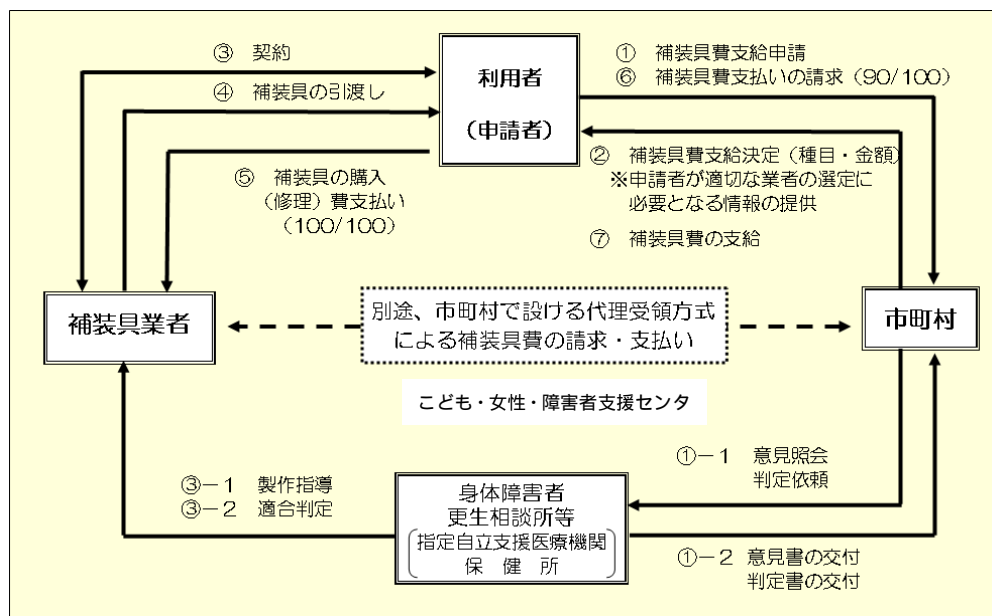 ③ 契約
④ 補装具の引渡し
利用者
(申請者)
① 補装具費支給申請
⑥ 補装具費支払いの請求(90/100)
② 補装具費支給決定(種目・金額)
※申請者が適切な業者の選定に
必要となる情報の提供
⑦ 補装具費の支給
⑤ 補装具の購入
(修理)費支払い
(100/100)
補装具業者
別途、市町村で設ける代理受領方式
による補装具費の請求・支払い
市町村
こども・女性・障害者支援センタ
①-1 意見照会
判定依頼
③-1 製作指導
③-2 適合判定
身体障害者
更生相談所等
指定自立支援医療機関
保健所
①-2 意見書の交付
判定書の交付